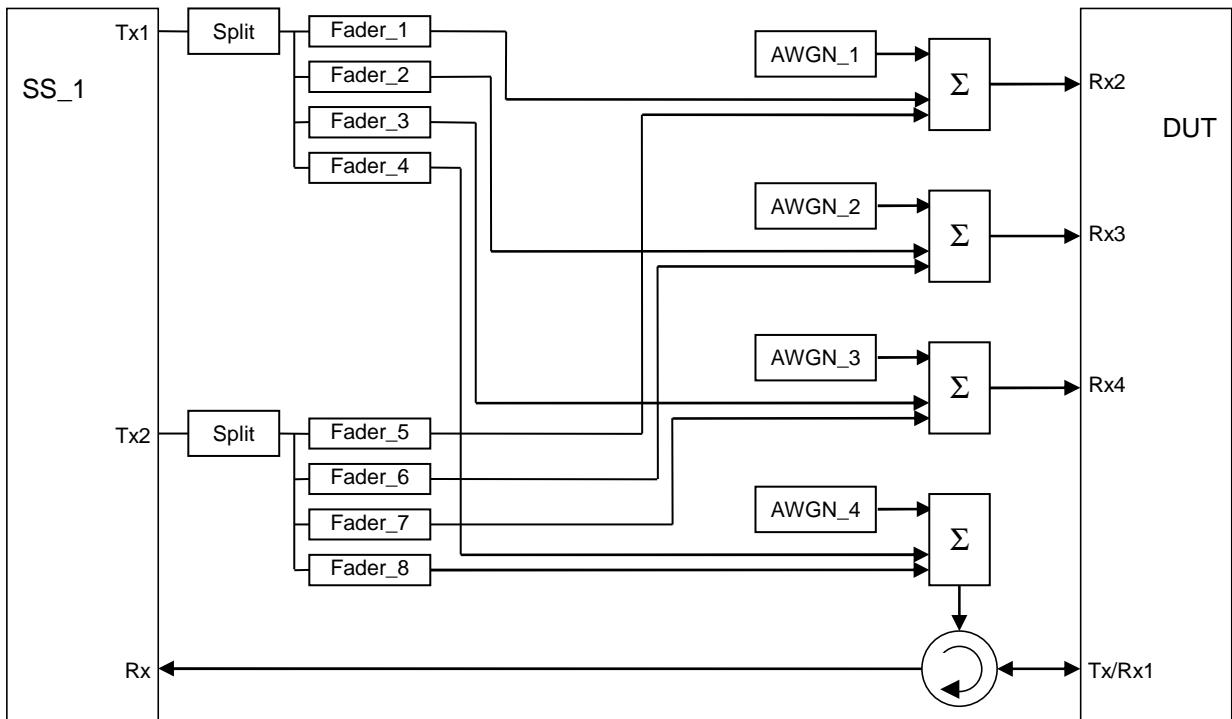 Tx1
Split
Fader_1
Fader_2
Fader_3
Fader_4
SS_1
AWGN_1
Σ
Rx2
DUT
AWGN_2
Σ
Rx3
AWGN_3
Σ
Rx4
Tx2
Split
Fader_5
Fader_6
Fader_7
Fader_8
AWGN_4
Σ
Rx
Tx/Rx1